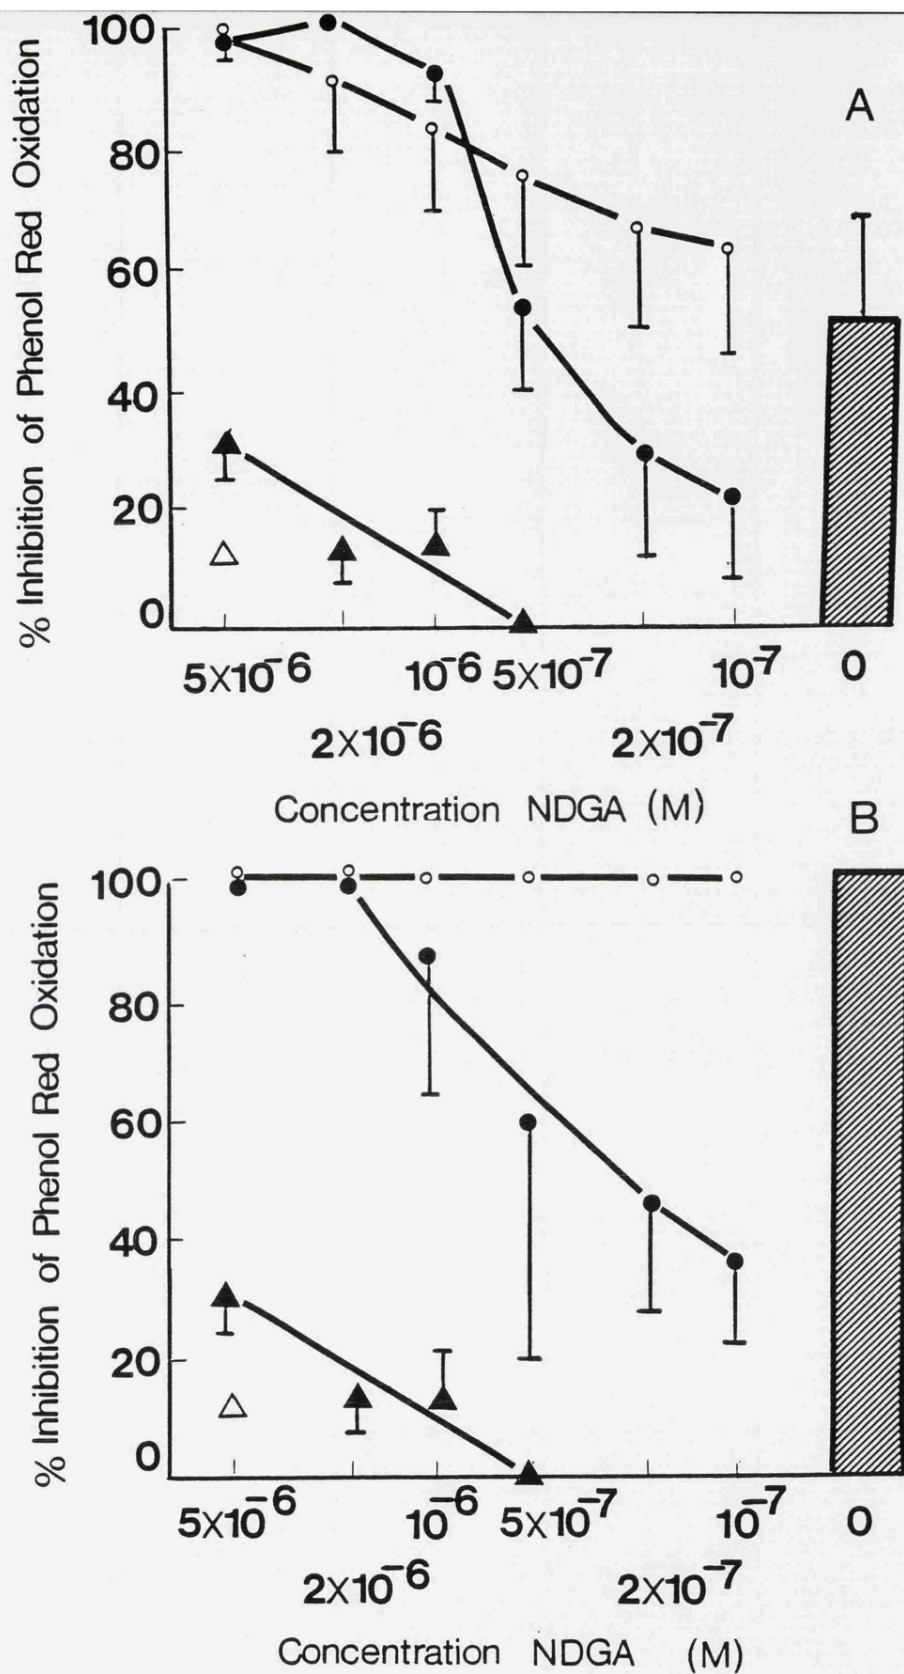 A
% Inhibition of Phenol Red Oxidation
100
80
60
40
20
0
5X10⁻⁶ 10⁻⁶ 5X10⁻⁷ 10⁻⁷ 0
2X10⁻⁶ 2X10⁻⁷
Concentration NDGA (M)
B
% Inhibition of Phenol Red Oxidation
100
80
60
40
20
0
5X10⁻⁶ 10⁻⁶ 5X10⁻⁷ 10⁻⁷ 0
2X10⁻⁶ 2X10⁻⁷
Concentration NDGA (M)